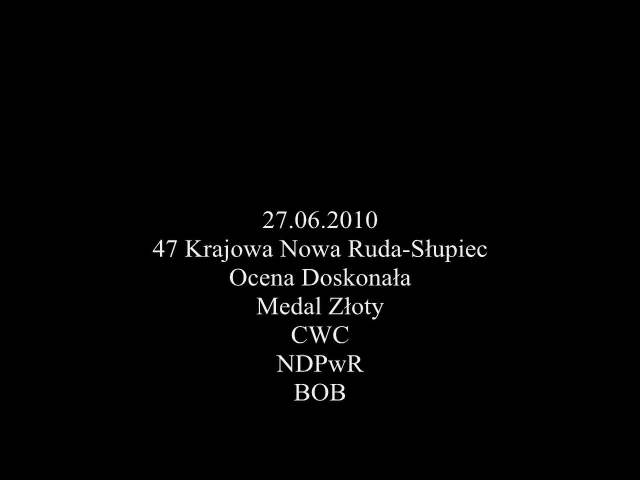 27.06.2010
47 Krajowa Nowa Ruda-Słupiec
Ocena Doskonała
Medal Złoty
CWC
NDPwR
BOB